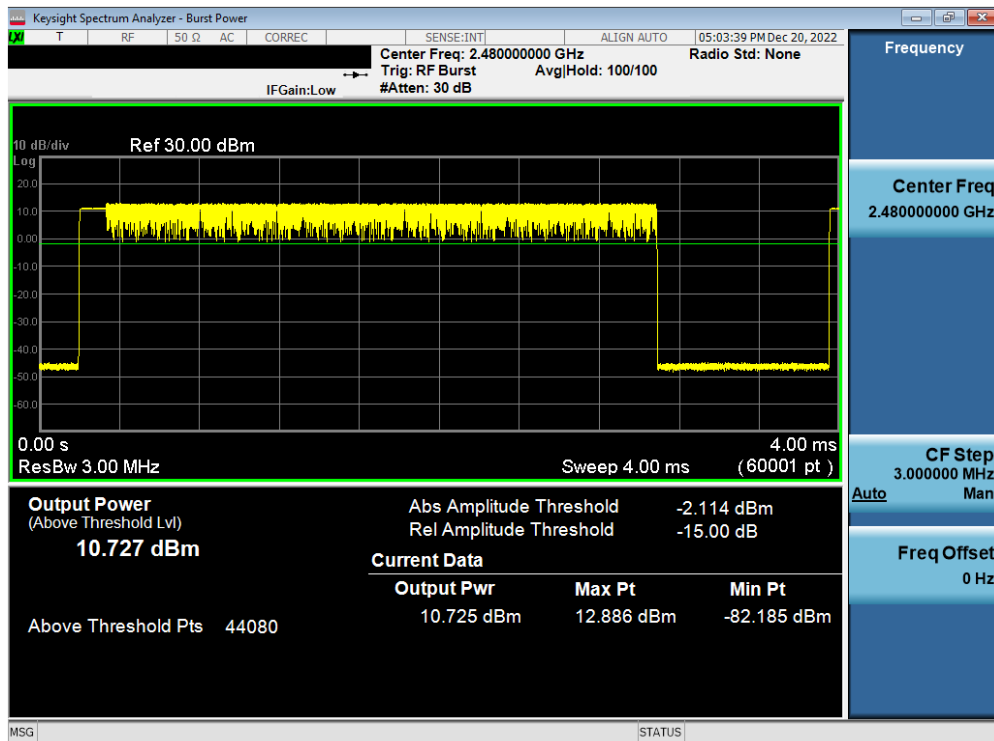 Keysight Spectrum Analyzer - Burst Power
LXI T RF 50 Ω AC CORREC SENSE:INT ALIGN AUTO 05:03:39 PM Dec 20, 2022
Center Freq: 2.480000000 GHz Radio Std: None
Trig: RF Burst Avg|Hold: 100/100
IFGain:Low #Atten: 30 dB
10 dB/div Ref 30.00 dBm
Log
20.0
10.0
0.00
-10.0
-20.0
-30.0
-40.0
-50.0
-60.0
0.00 s 4.00 ms
ResBw 3.00 MHz Sweep 4.00 ms (60001 pt)
Output Power
(Above Threshold Lvl)
10.727 dBm
Above Threshold Pts 44080
Abs Amplitude Threshold -2.114 dBm
Rel Amplitude Threshold -15.00 dB
Current Data
Output Pwr Max Pt Min Pt
10.725 dBm 12.886 dBm -82.185 dBm
MSG STATUS
Frequency
Center Freq
2.480000000 GHz
CF Step
3.000000 MHz
Auto Man
Freq Offset
0 Hz